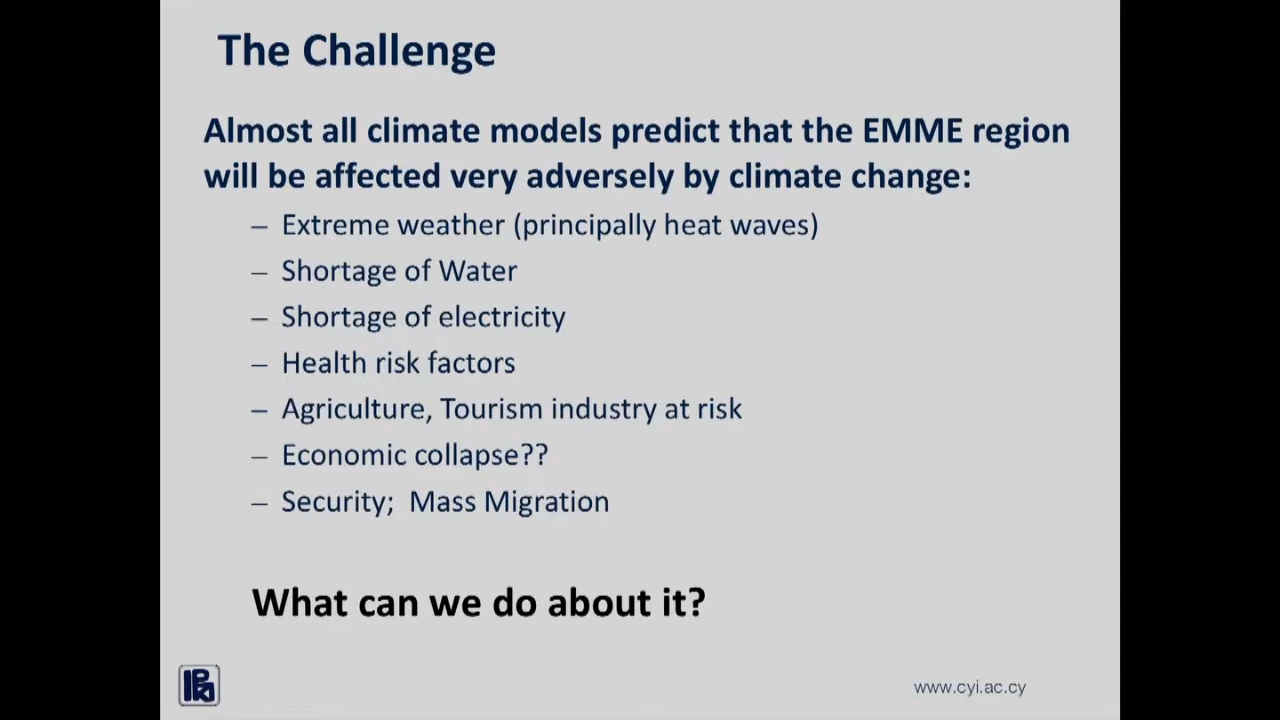 The Challenge
Almost all climate models predict that the EMME region
will be affected very adversely by climate change:
– Extreme weather (principally heat waves)
– Shortage of Water
– Shortage of electricity
– Health risk factors
– Agriculture, Tourism industry at risk
– Economic collapse??
– Security;  Mass Migration
What can we do about it?
www.cyi.ac.cy